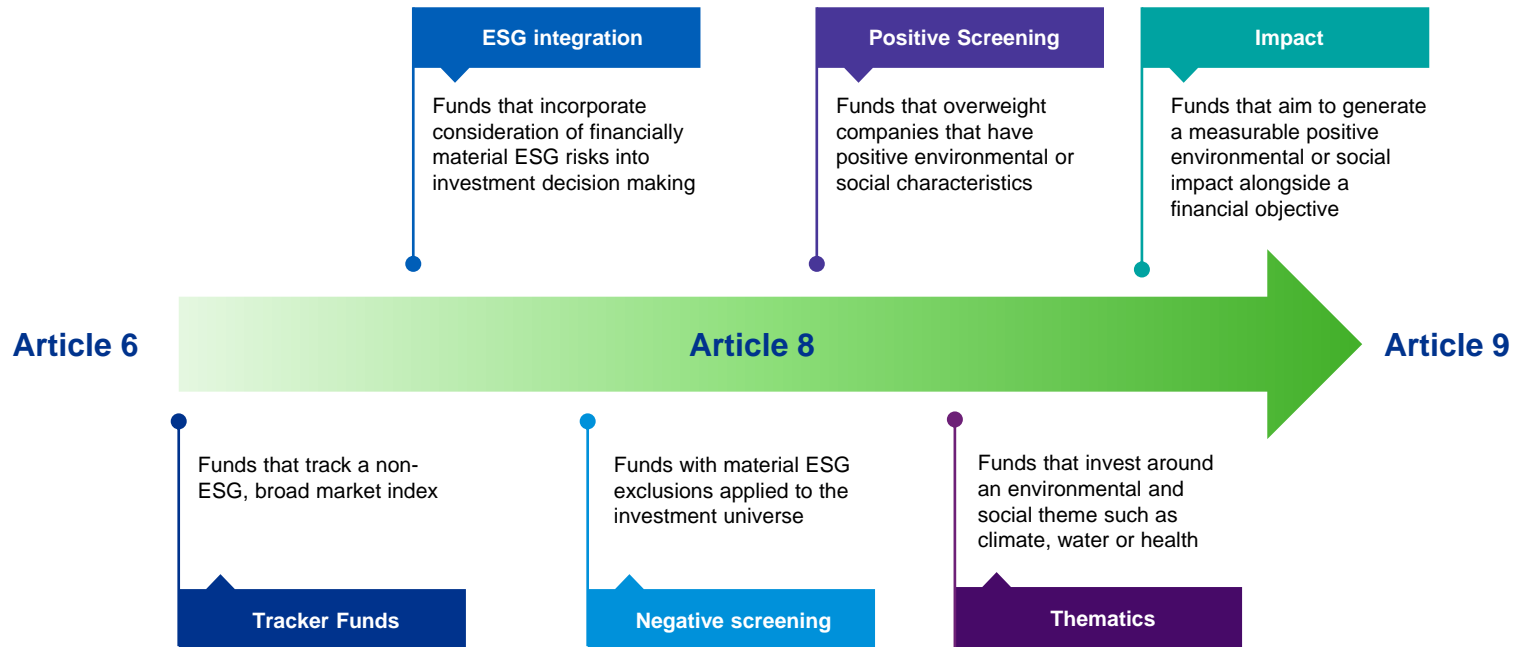 ESG integration
Funds that incorporate
consideration of financially
material ESG risks into
investment decision making
Positive Screening
Funds that overweight
companies that have
positive environmental or
social characteristics
Impact
Funds that aim to generate
a measurable positive
environmental or social
impact alongside a
financial objective
Article 6
Article 8
Article 9
Funds that track a non-
ESG, broad market index
Tracker Funds
Funds with material ESG
exclusions applied to the
investment universe
Negative screening
Funds that invest around
an environmental and
social theme such as
climate, water or health
Thematics